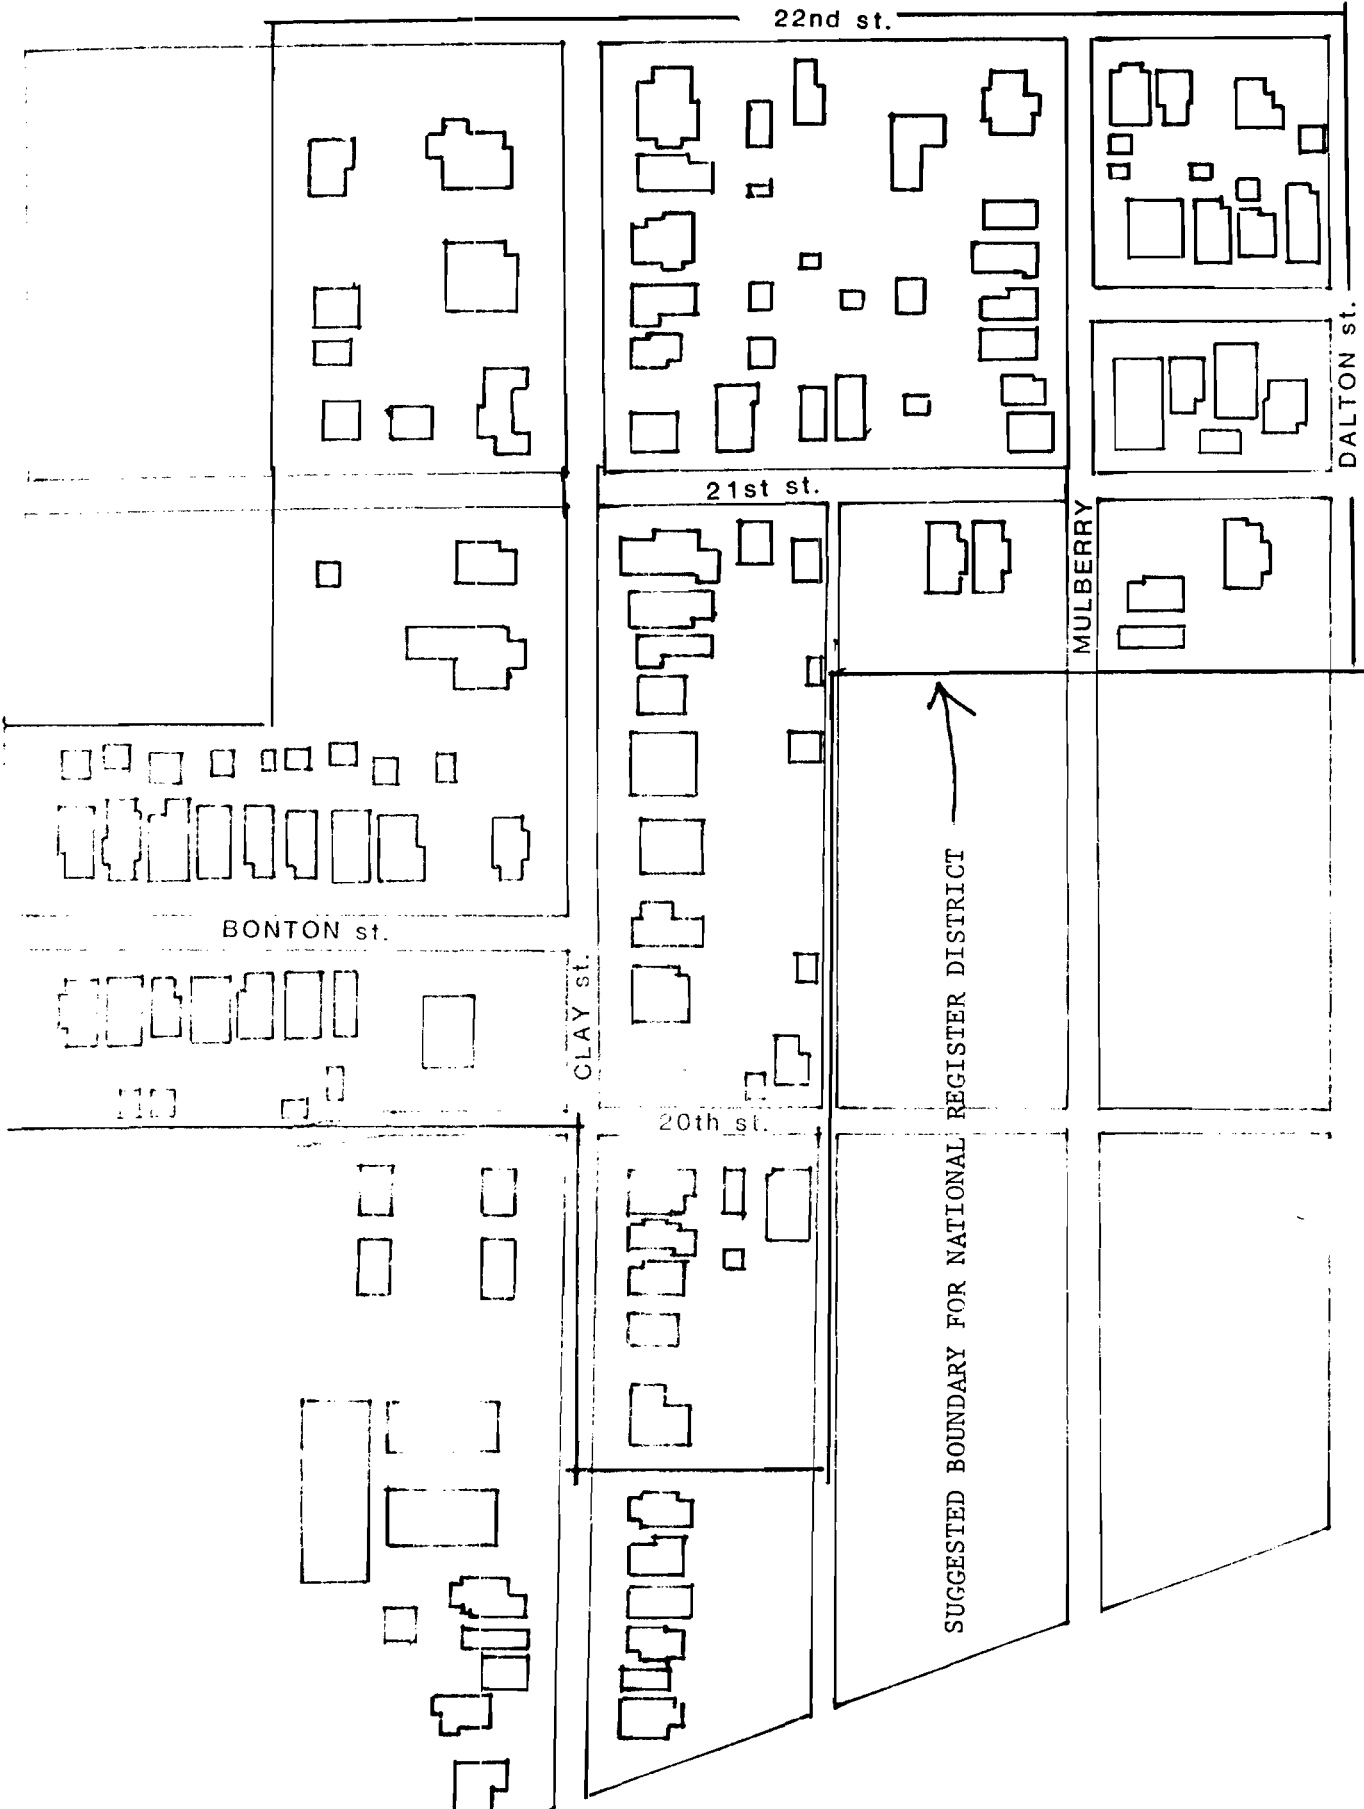 22nd st.
DALTON st.
21st st.
MULBERRY
BONTON st.
CLAY st.
SUGGESTED BOUNDARY FOR NATIONAL REGISTER DISTRICT
20th st.